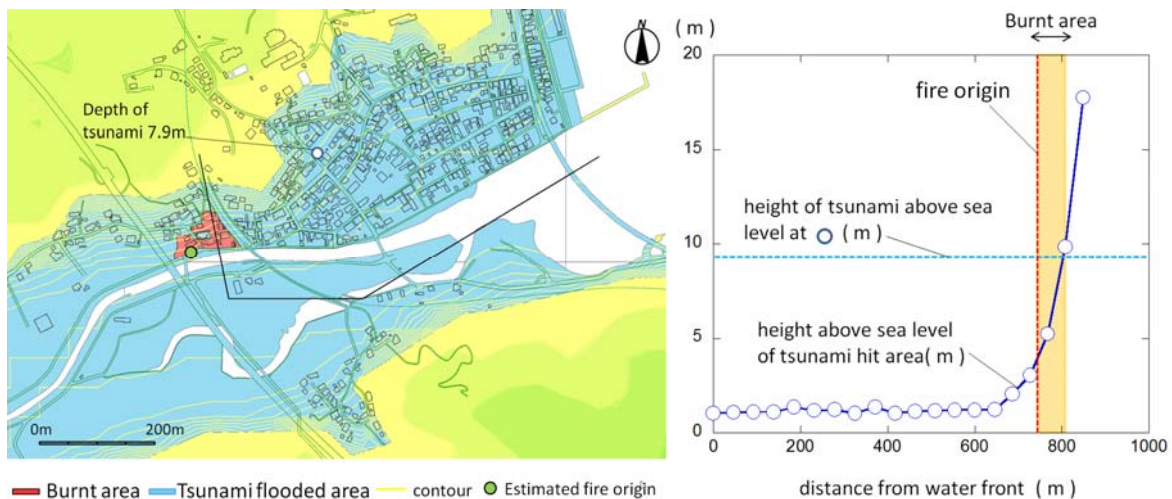 N
Depth of
tsunami 7.9m
0m 200m
Burnt area Tsunami flooded area contour Estimated fire origin
( m )
Burnt area
20
15
10
5
0
fire origin
height of tsunami above sea
level at ( m )
height above sea level
of tsunami hit area( m )
0 200 400 600 800 1000
distance from water front ( m )